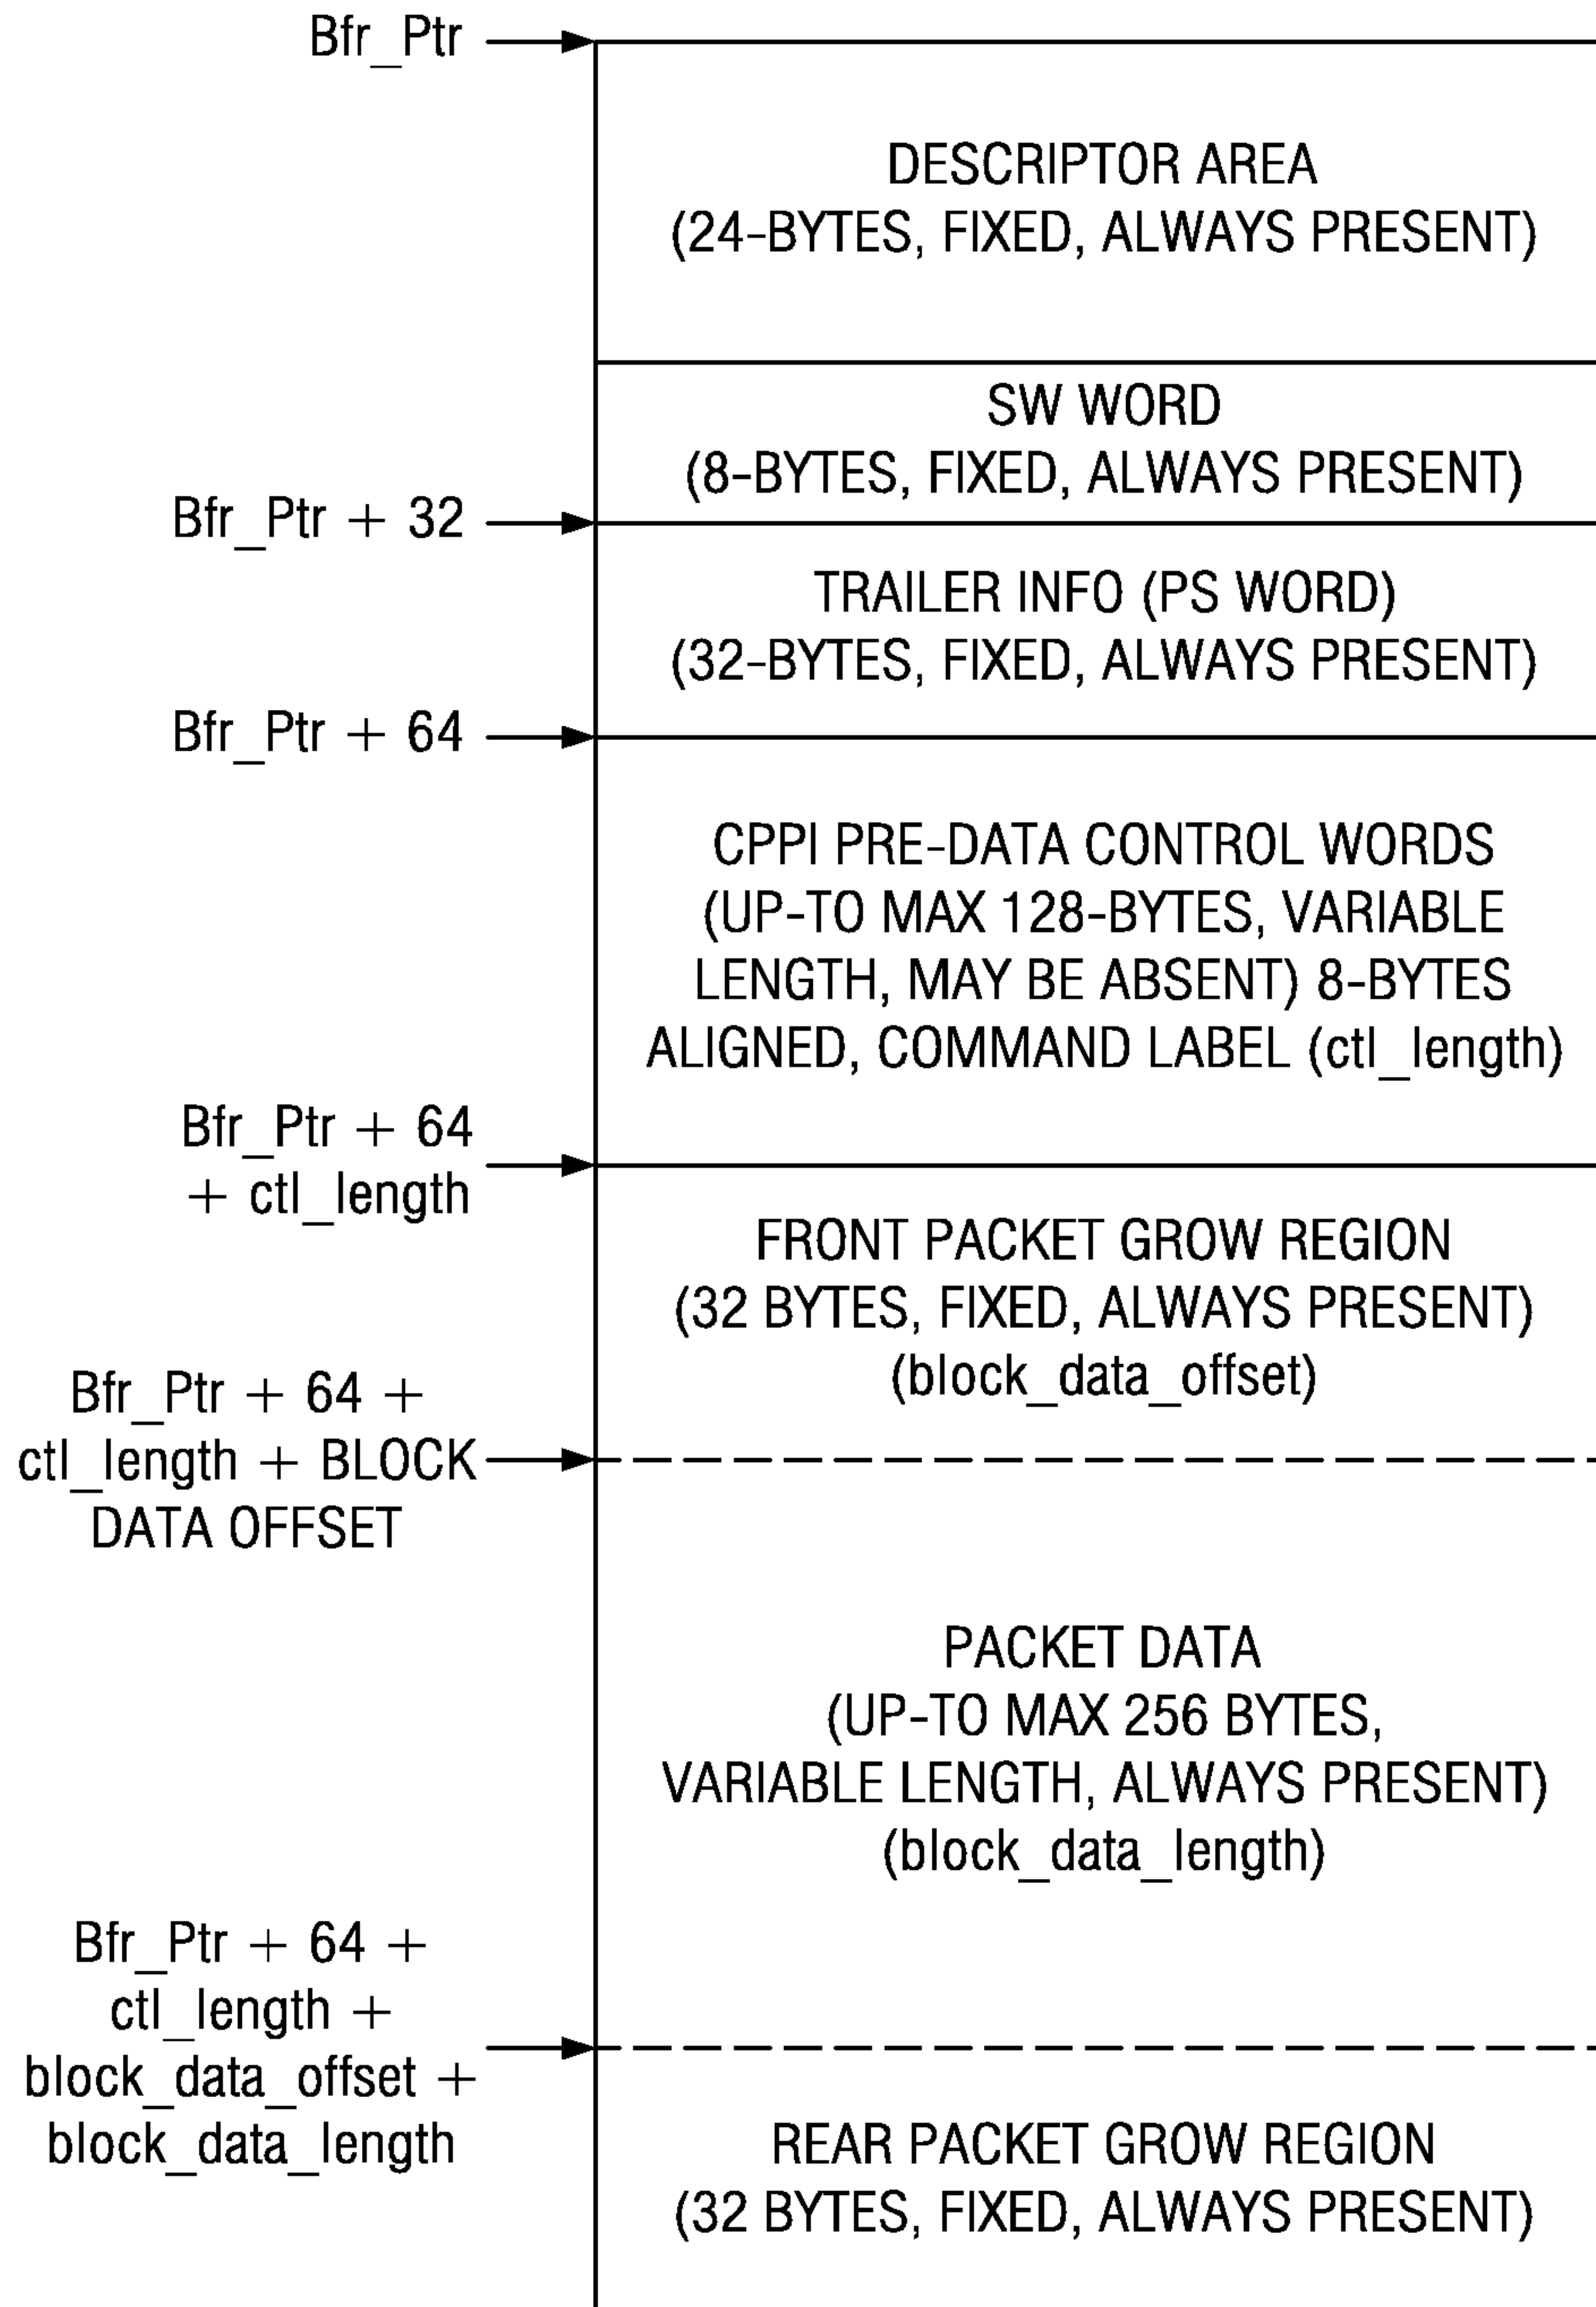 Bfr_Ptr
DESCRIPTOR AREA
(24-BYTES, FIXED, ALWAYS PRESENT)
SW WORD
(8-BYTES, FIXED, ALWAYS PRESENT)
Bfr_Ptr + 32
TRAILER INFO (PS WORD)
(32-BYTES, FIXED, ALWAYS PRESENT)
Bfr_Ptr + 64
CPPI PRE-DATA CONTROL WORDS
(UP-TO MAX 128-BYTES, VARIABLE
LENGTH, MAY BE ABSENT) 8-BYTES
ALIGNED, COMMAND LABEL (ctl_length)
Bfr_Ptr + 64
+ ctl_length
FRONT PACKET GROW REGION
(32 BYTES, FIXED, ALWAYS PRESENT)
(block_data_offset)
Bfr_Ptr + 64 +
ctl_length + BLOCK
DATA OFFSET
PACKET DATA
(UP-TO MAX 256 BYTES,
VARIABLE LENGTH, ALWAYS PRESENT)
(block_data_length)
Bfr_Ptr + 64 +
ctl_length +
block_data_offset +
block_data_length
REAR PACKET GROW REGION
(32 BYTES, FIXED, ALWAYS PRESENT)